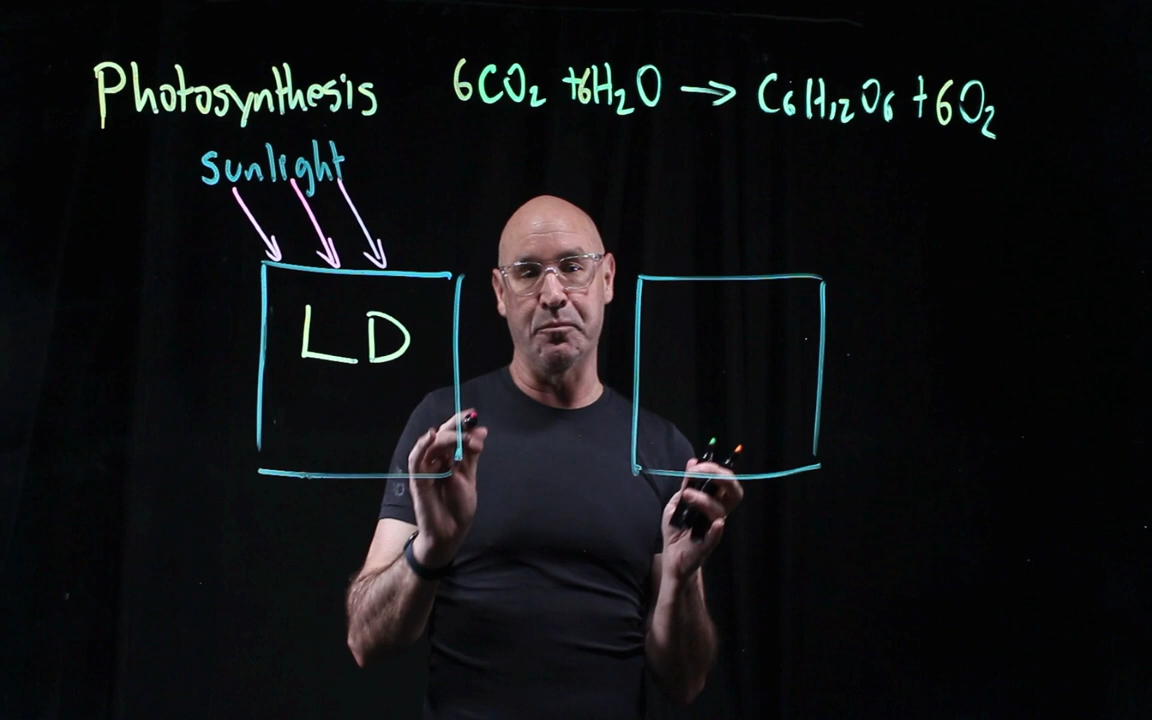 Photosynthesis 6CO₂ +6H₂O → C₆H₁₂O₆ +6O₂
sunlight
LD